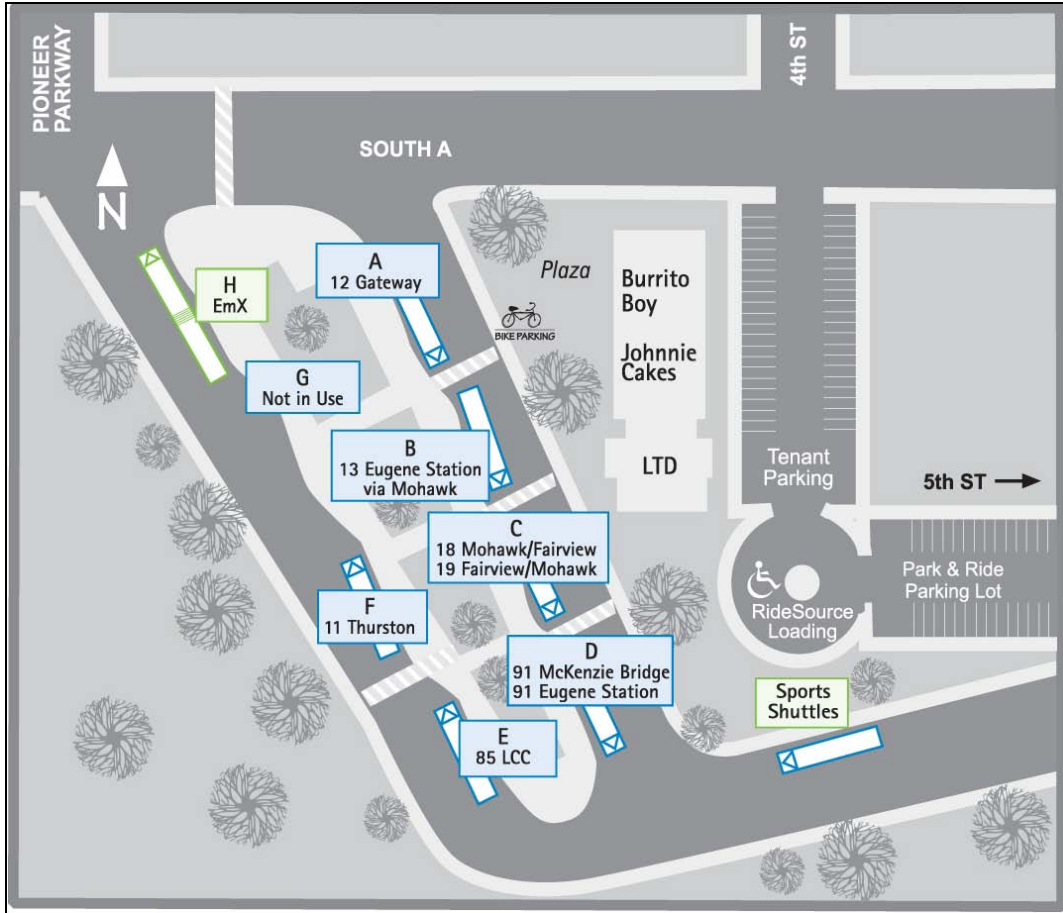 PIONEER
PARKWAY
4th ST
SOUTH A
N
A
12 Gateway
H
EmX
Plaza
BIKE PARKING
Burrito
Boy
Johnnie
Cakes
G
Not in Use
B
13 Eugene Station
via Mohawk
LTD
Tenant
Parking
5th ST
C
18 Mohawk/Fairview
19 Fairview/Mohawk
F
11 Thurston
RideSource
Loading
Park & Ride
Parking Lot
D
91 McKenzie Bridge
91 Eugene Station
Sports
Shuttles
E
85 LCC